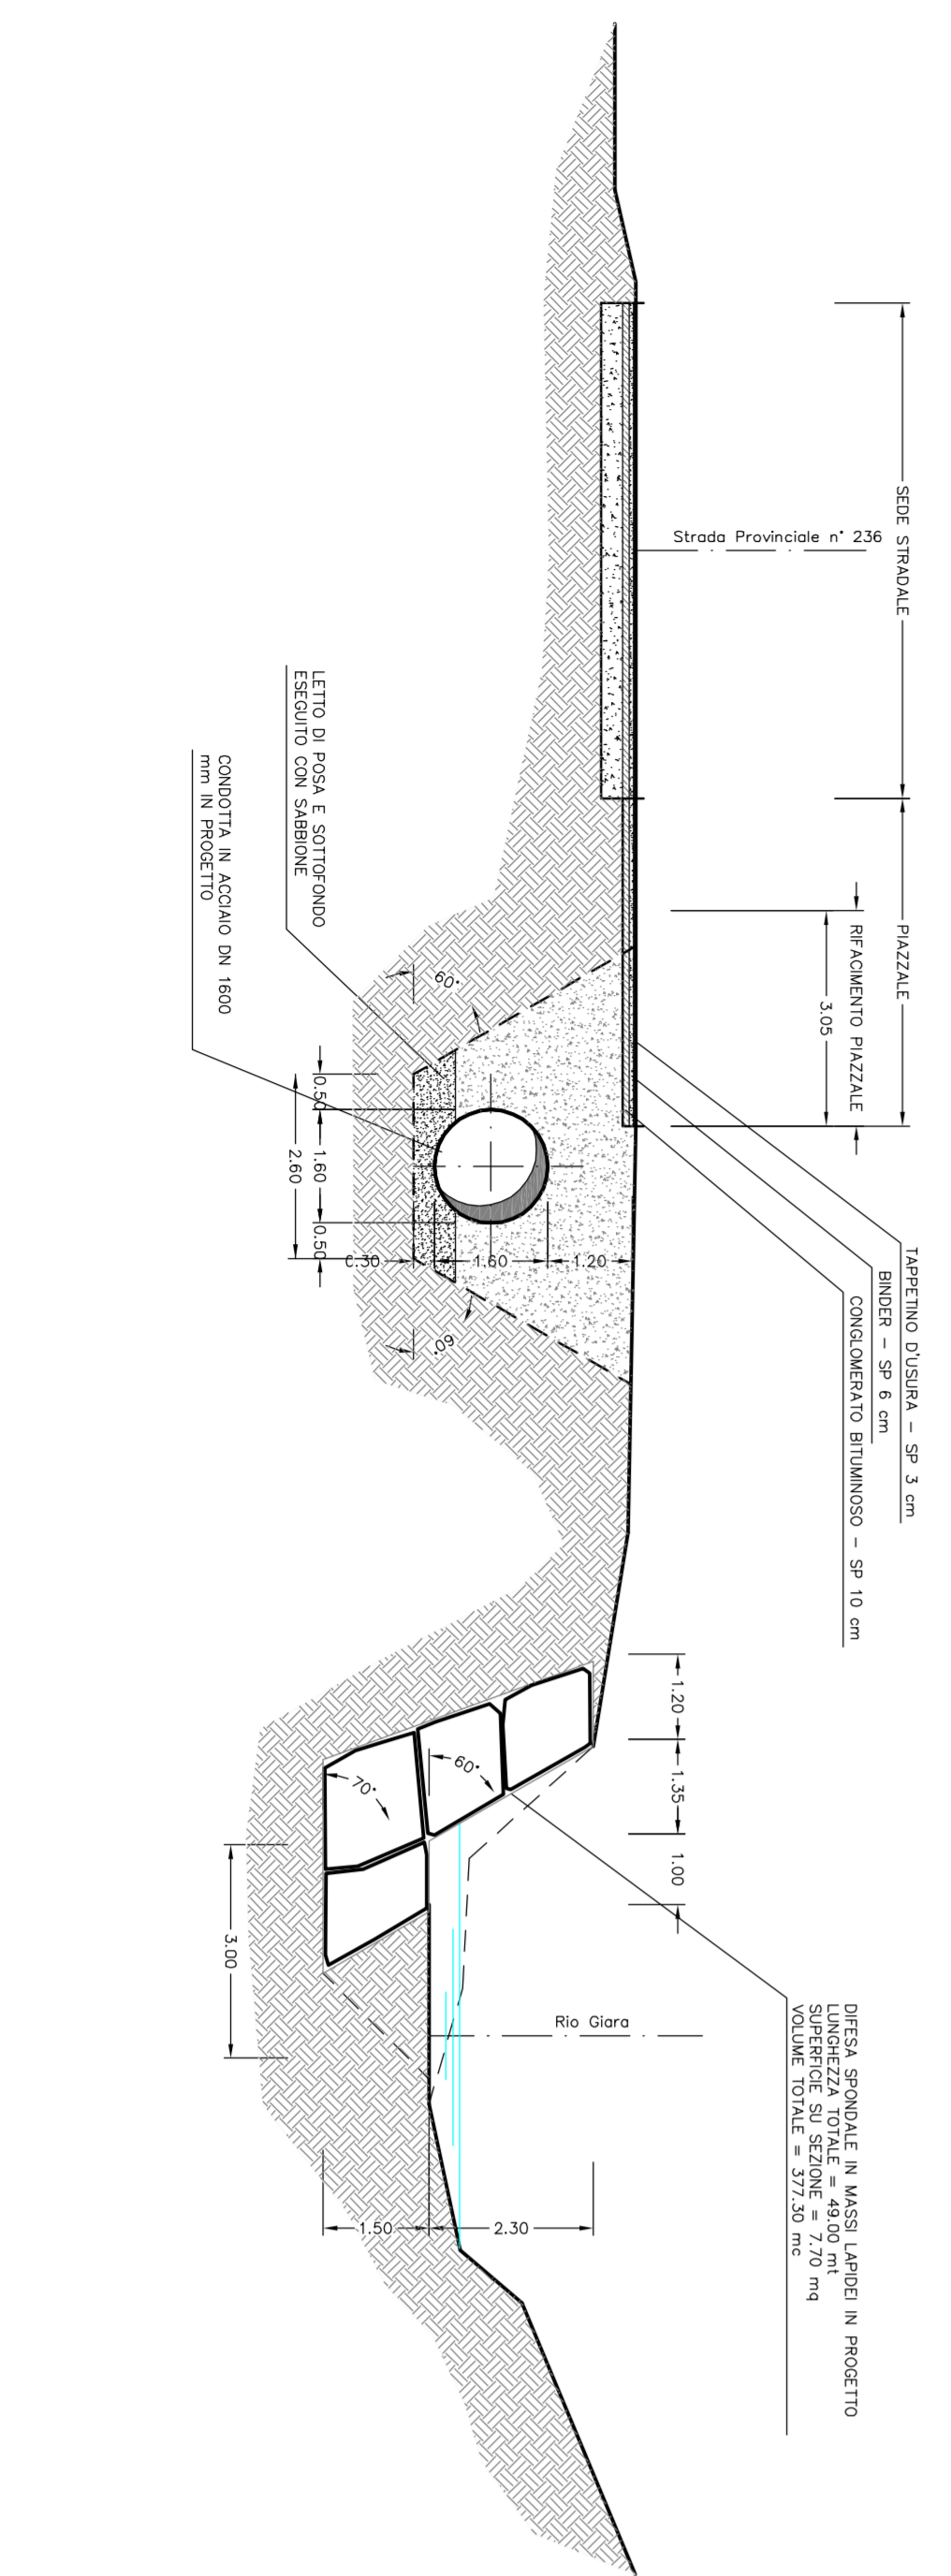 SEDE STRADALE
PIAZZALE
RIFACIMENTO PIAZZALE
3.05
Strada Provinciale n° 236
TAPPETINO D'USURA - SP 3 cm
BINDER - SP 6 cm
CONGLOMERATO BITUMINOSO - SP 10 cm
LETTO DI POSA E SOTTOFONDO
ESEGUITO CON SABBIONE
CONDOTTA IN ACCIAIO DN 1600
mm IN PROGETTO
60°
60°
0.50
1.60
0.50
2.60
0.30
1.60
1.20
1.20
1.35
1.00
70°
60°
3.00
DIFESA SPONDALE IN MASSI LAPIDEI IN PROGETTO
LUNGHEZZA TOTALE = 49.00 mt
SUPERFICIE SU SEZIONE = 7.70 mq
VOLUME TOTALE = 377.30 mc
Rio Giara
1.50
2.30